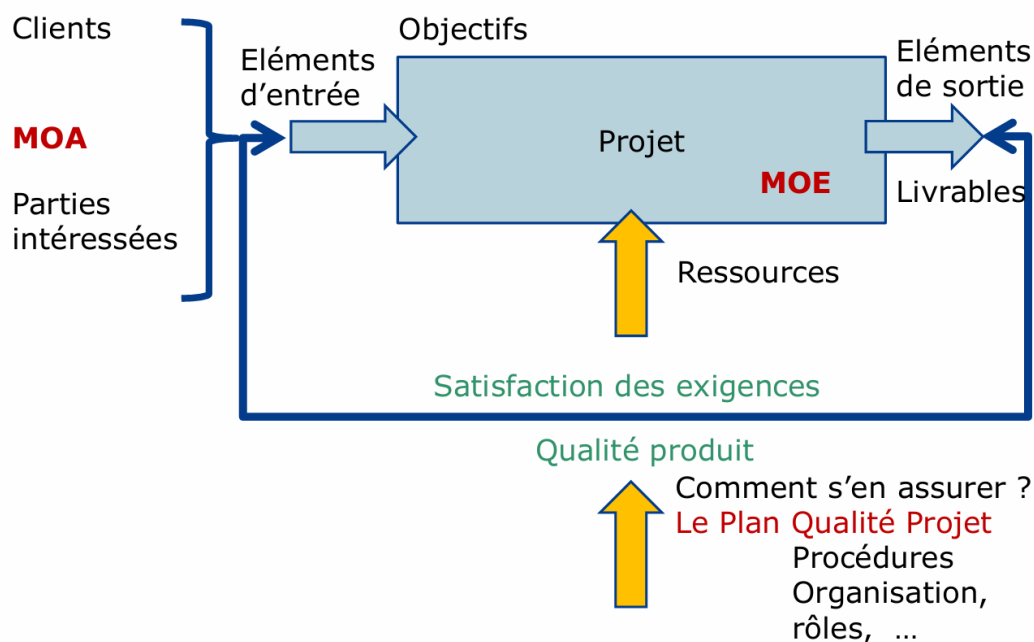 Clients
MOA
Parties
intéressées
Eléments
d’entrée
Objectifs
Projet
MOE
Eléments
de sortie
Livrables
Ressources
Satisfaction des exigences
Qualité produit
Comment s’en assurer ?
Le Plan Qualité Projet
Procédures
Organisation,
rôles,  …